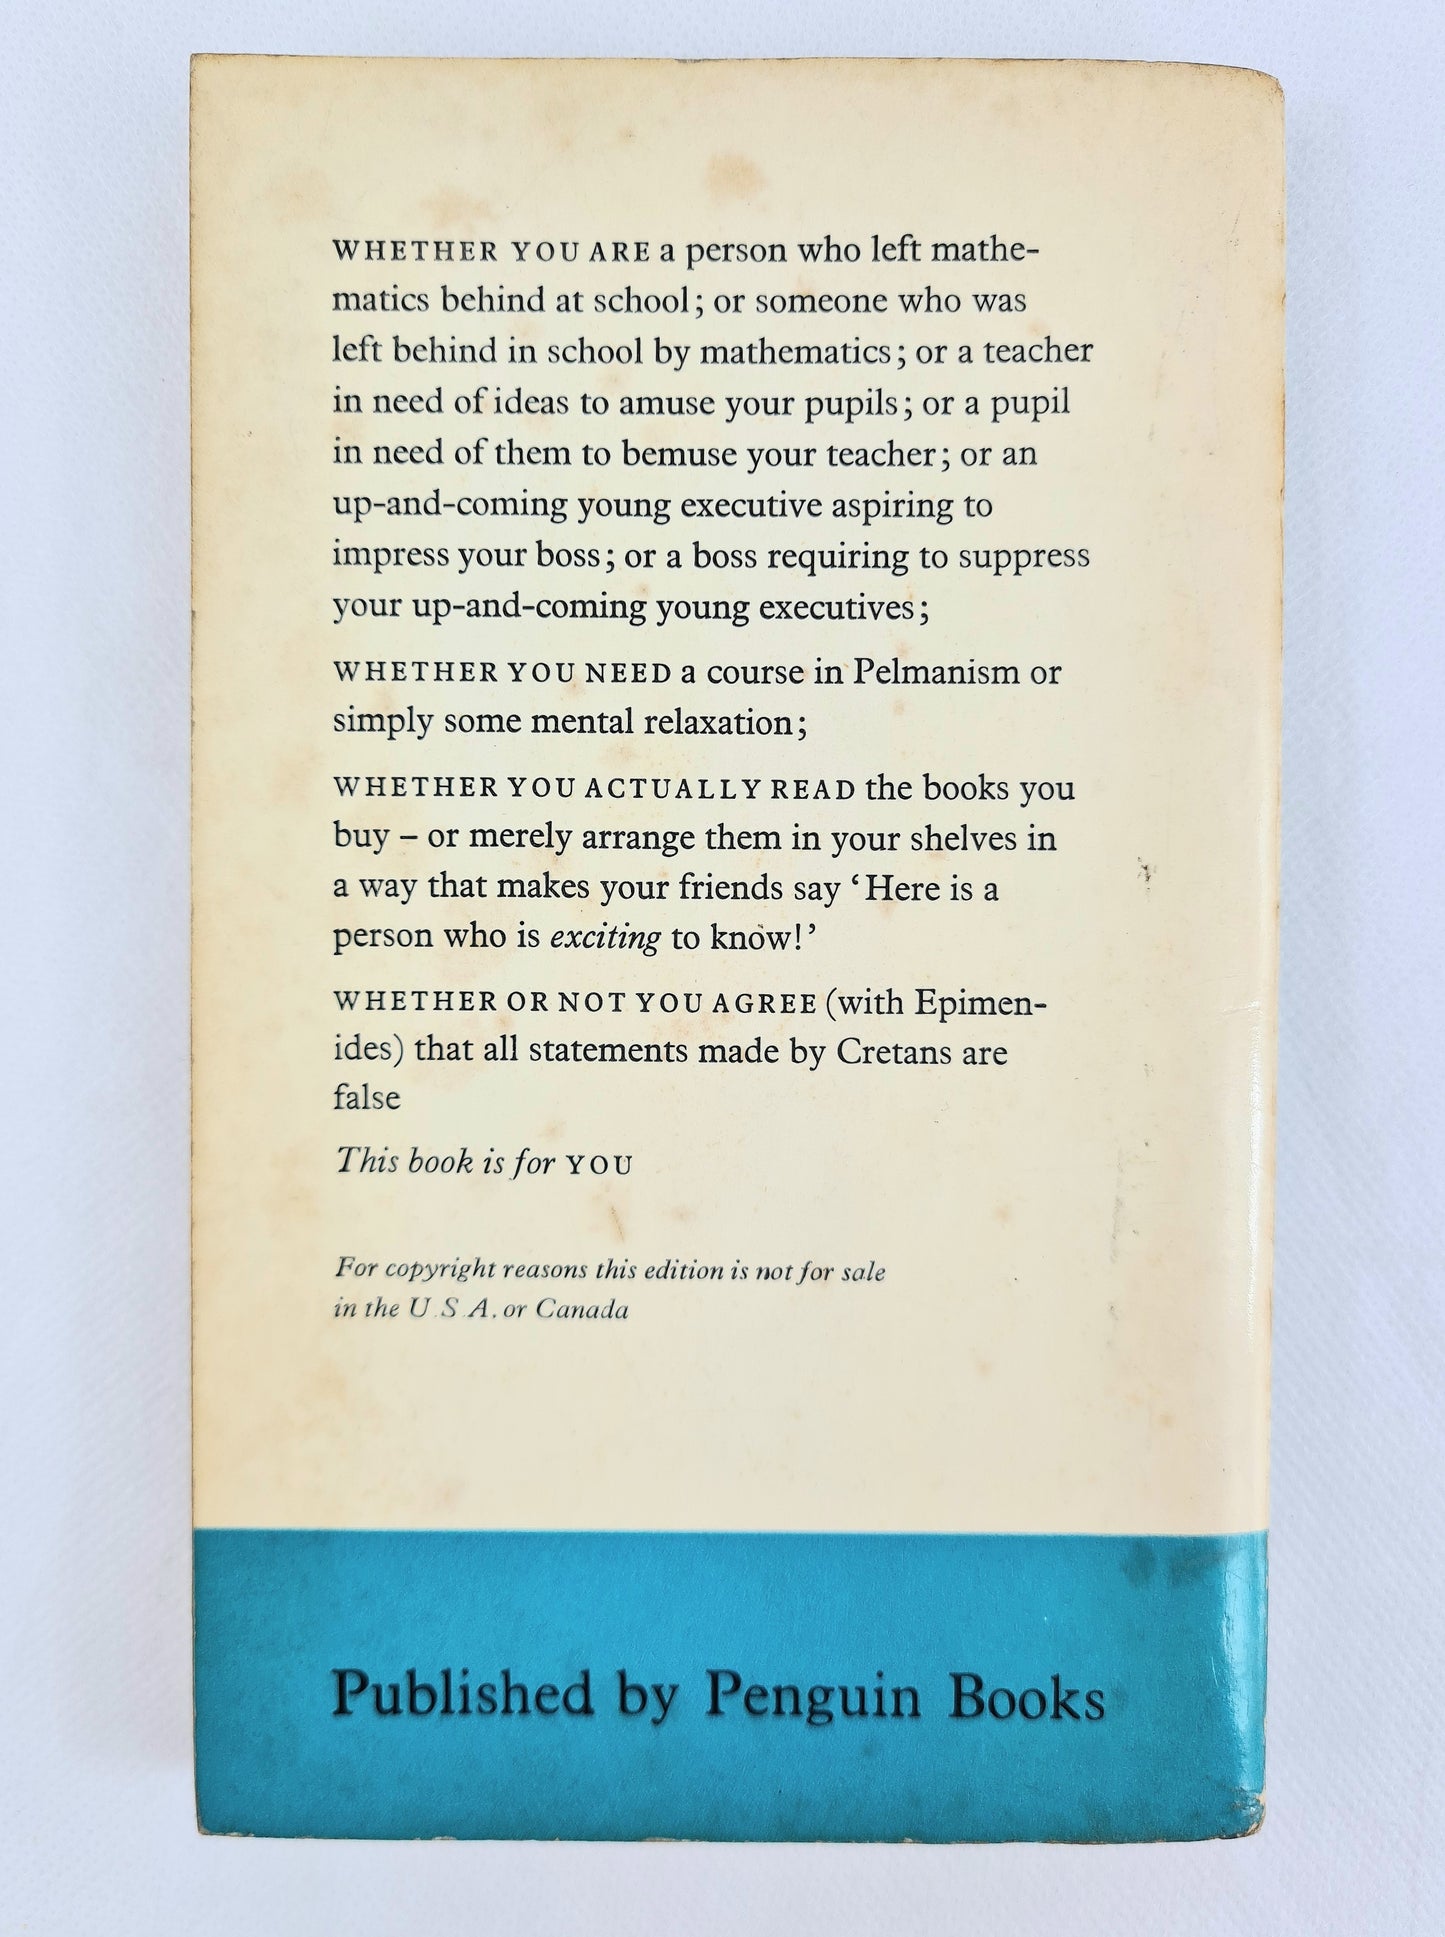 WHETHER YOU ARE a person who left mathe-
matics behind at school; or someone who was
left behind in school by mathematics; or a teacher
in need of ideas to amuse your pupils; or a pupil
in need of them to bemuse your teacher; or an
up-and-coming young executive aspiring to
impress your boss; or a boss requiring to suppress
your up-and-coming young executives;
WHETHER YOU NEED a course in Pelmanism or
simply some mental relaxation;
WHETHER YOU ACTUALLY READ the books you
buy – or merely arrange them in your shelves in
a way that makes your friends say ‘Here is a
person who is exciting to know!’
WHETHER OR NOT YOU AGREE (with Epimen-
ides) that all statements made by Cretans are
false
This book is for YOU
For copyright reasons this edition is not for sale
in the U.S.A. or Canada
Published by Penguin Books